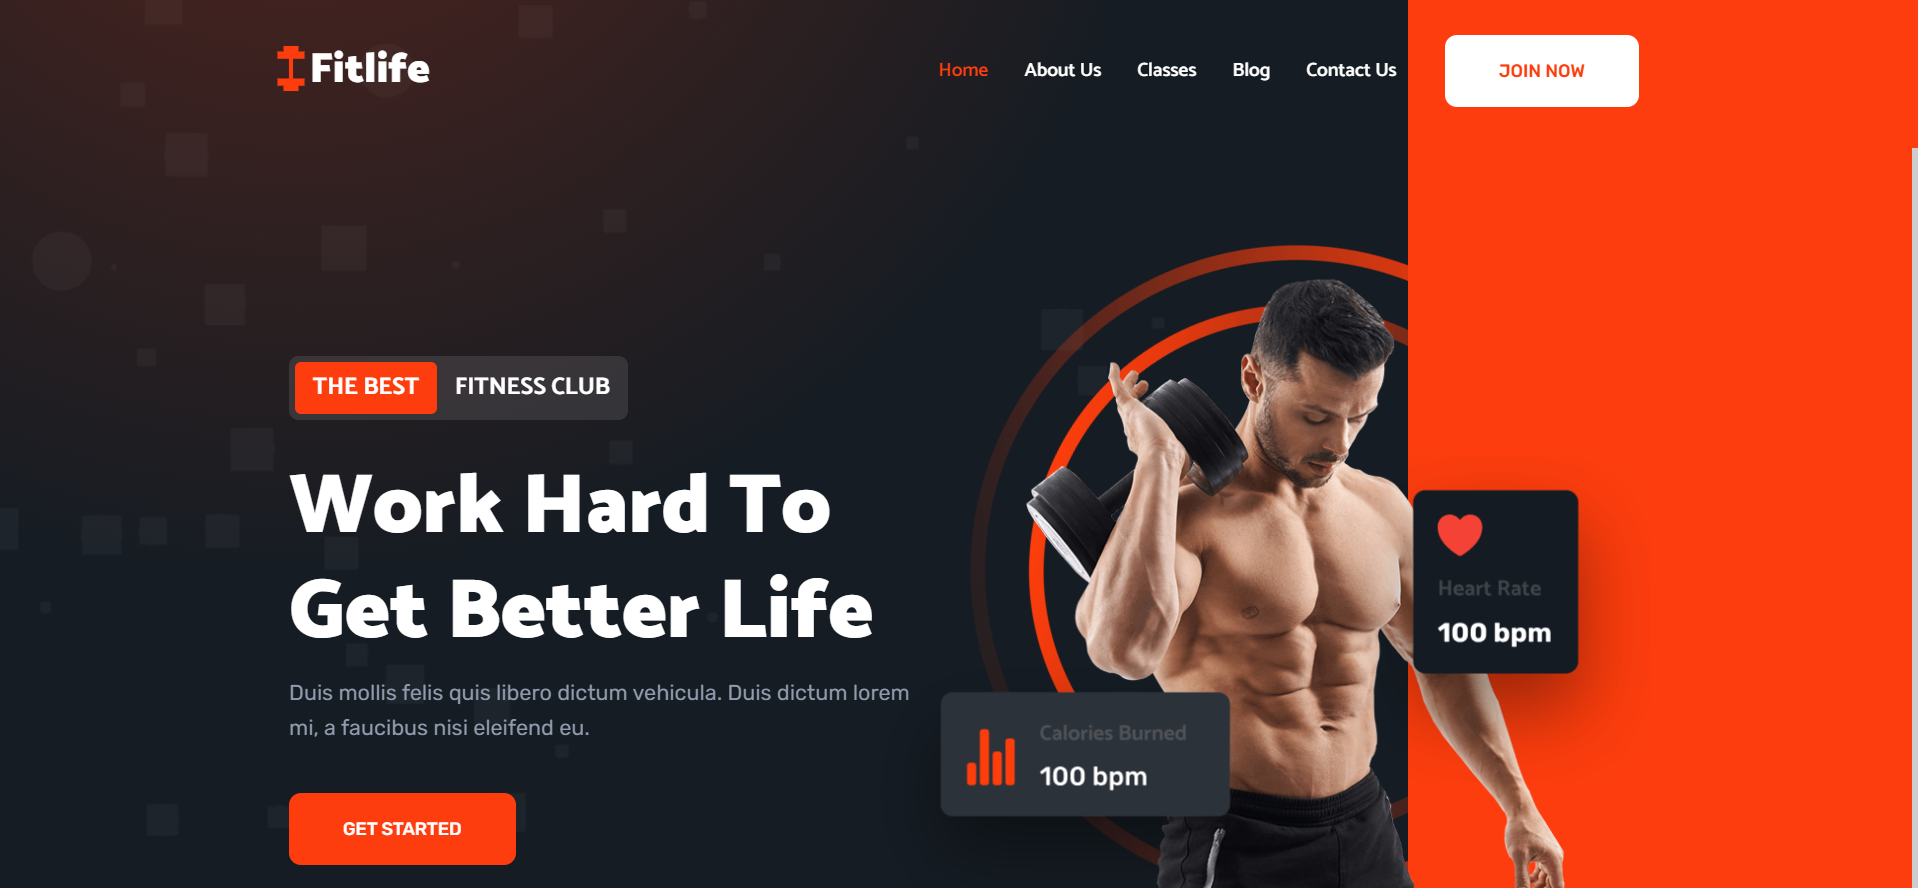 Fitlife
Home About Us Classes Blog Contact Us
JOIN NOW
THE BEST FITNESS CLUB
Work Hard To
Get Better Life
Duis mollis felis quis libero dictum vehicula. Duis dictum lorem
mi, a faucibus nisi eleifend eu.
GET STARTED
Heart Rate
100 bpm
Calories Burned
100 bpm